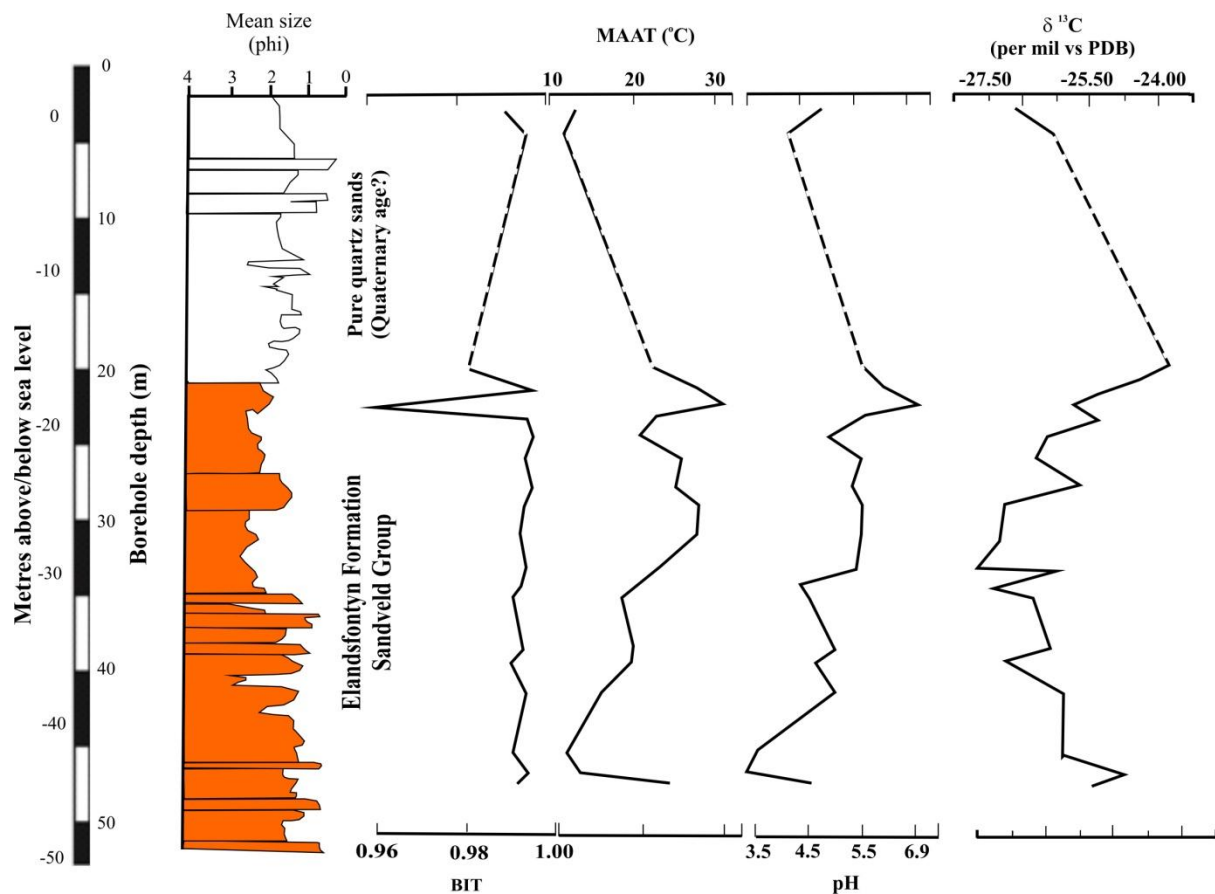 Mean size
(phi)
4 3 2 1 0
MAAT (°C)
10 20 30
δ ¹³C
(per mil vs PDB)
-27.50 -25.50 -24.00
Metres above/below sea level
0
-10
-20
-30
-40
-50
Borehole depth (m)
0
10
20
30
40
50
Pure quartz sands
(Quaternary age?)
Elandsfontyn Formation
Sandveld Group
0.96 0.98 1.00
BIT
3.5 4.5 5.5 6.9
pH